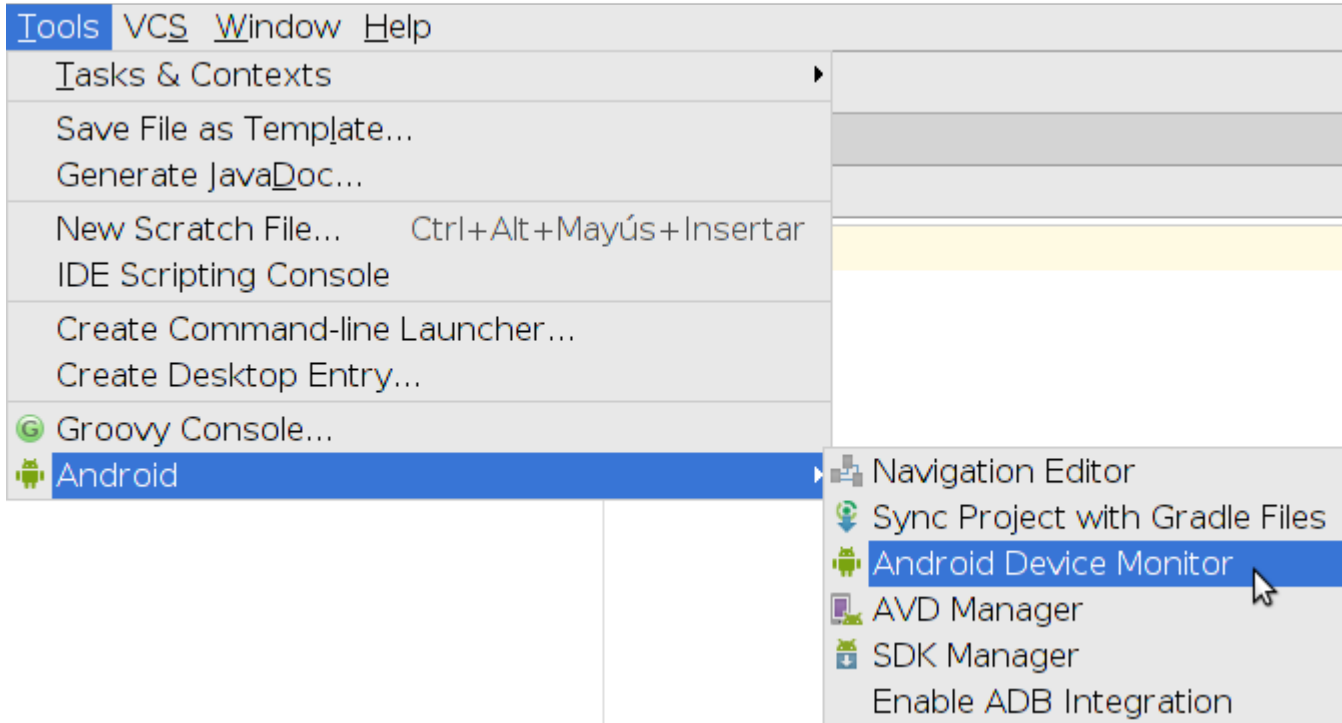 Tools VCS Window Help
Tasks & Contexts
Save File as Template...
Generate JavaDoc...
New Scratch File... Ctrl+Alt+Mayús+Insertar
IDE Scripting Console
Create Command-line Launcher...
Create Desktop Entry...
G Groovy Console...
Android
Navigation Editor
Sync Project with Gradle Files
Android Device Monitor
AVD Manager
SDK Manager
Enable ADB Integration